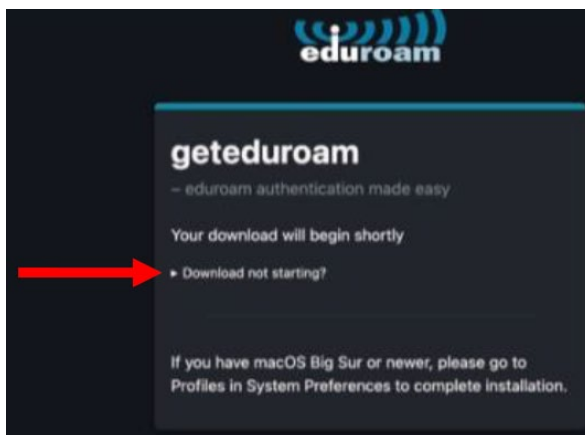 eduroam
geteduroam
– eduroam authentication made easy
Your download will begin shortly
▸ Download not starting?
If you have macOS Big Sur or newer, please go to
Profiles in System Preferences to complete installation.